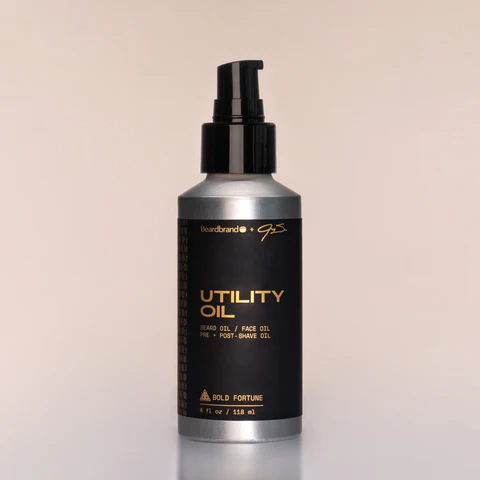 Beardbrand +
UTILITY
OIL
BEARD OIL / FACE OIL
PRE + POST-SHAVE OIL
BOLD FORTUNE
4 fl oz / 118 ml